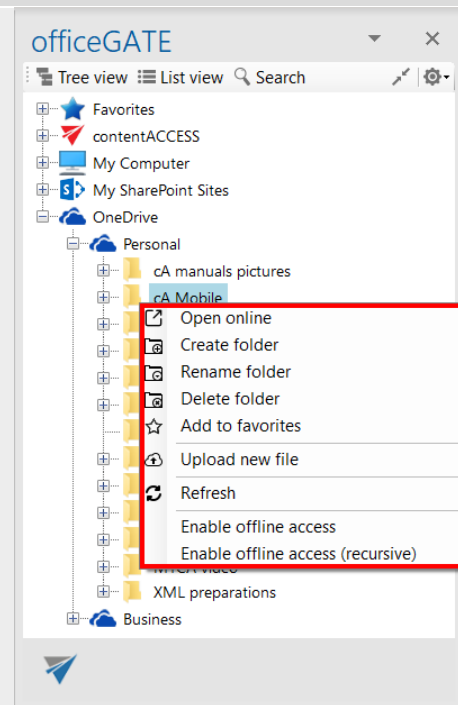 officeGATE
Tree view List view Search
Favorites
contentACCESS
My Computer
My SharePoint Sites
OneDrive
Personal
cA manuals pictures
cA Mobile
Open online
Create folder
Rename folder
Delete folder
Add to favorites
Upload new file
Refresh
Enable offline access
Enable offline access (recursive)
MYCA video
XML preparations
Business